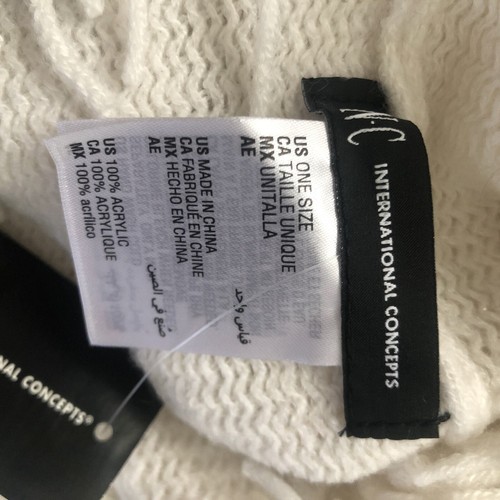 N.C
INTERNATIONAL CONCEPTS
US ONE SIZE
CA TAILLE UNIQUE
MX UNITALLA
AE
قياس واحد
US MADE IN CHINA
CA FABRIQUÉ EN CHINE
MX HECHO EN CHINA
AE
صنع في الصين
US 100% ACRYLIC
CA 100% ACRYLIQUE
MX 100% acrílico
NAL CONCEPTS®